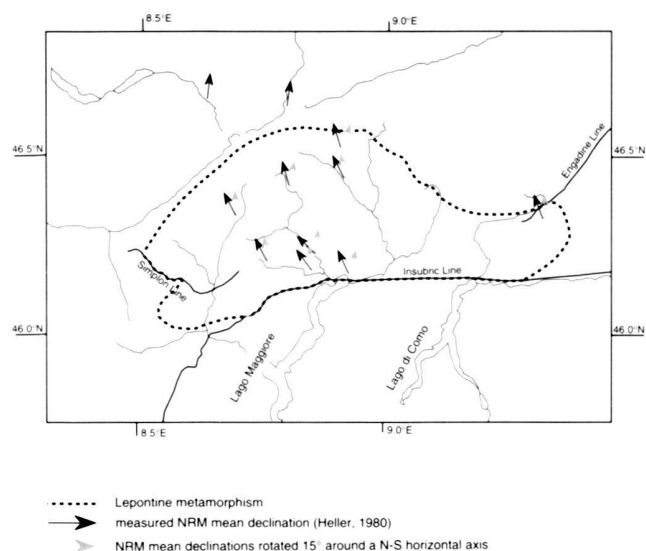 8.5°E
9.0°E
46.5°N
46.5°N
Engadine Line
Simplon Line
Insubric Line
46.0°N
46.0°N
Lago Maggiore
Lago di Como
8.5°E
9.0°E
Lepontine metamorphism
measured NRM mean declination (Heller, 1980)
NRM mean declinations rotated 15° around a N-S horizontal axis